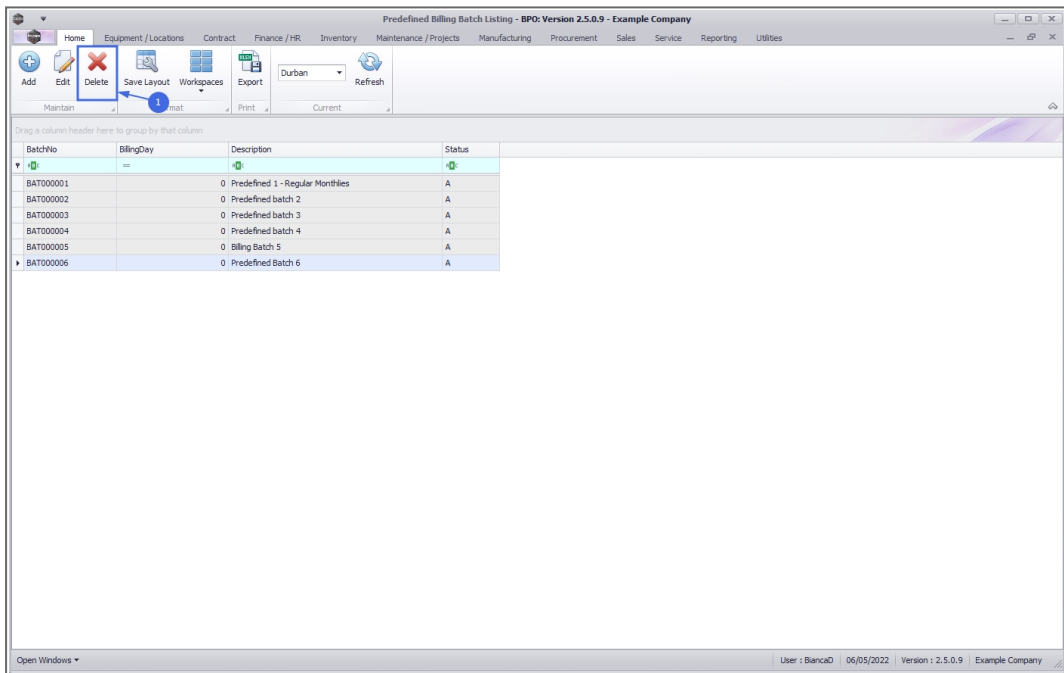 Predefined Billing Batch Listing - BPO: Version 2.5.0.9 - Example Company
Home Equipment / Locations Contract Finance / HR Inventory Maintenance / Projects Manufacturing Procurement Sales Service Reporting Utilities
Add Edit Delete Save Layout Workspaces Export Durban Refresh
1
Maintain mat Print Current
Drag a column header here to group by that column
BatchNo BillingDay Description Status
=
BAT000001 0 Predefined 1 - Regular Monthlies A
BAT000002 0 Predefined batch 2 A
BAT000003 0 Predefined batch 3 A
BAT000004 0 Predefined batch 4 A
BAT000005 0 Billing Batch 5 A
BAT000006 0 Predefined Batch 6 A
Open Windows User : BiancaD 06/05/2022 Version : 2.5.0.9 Example Company